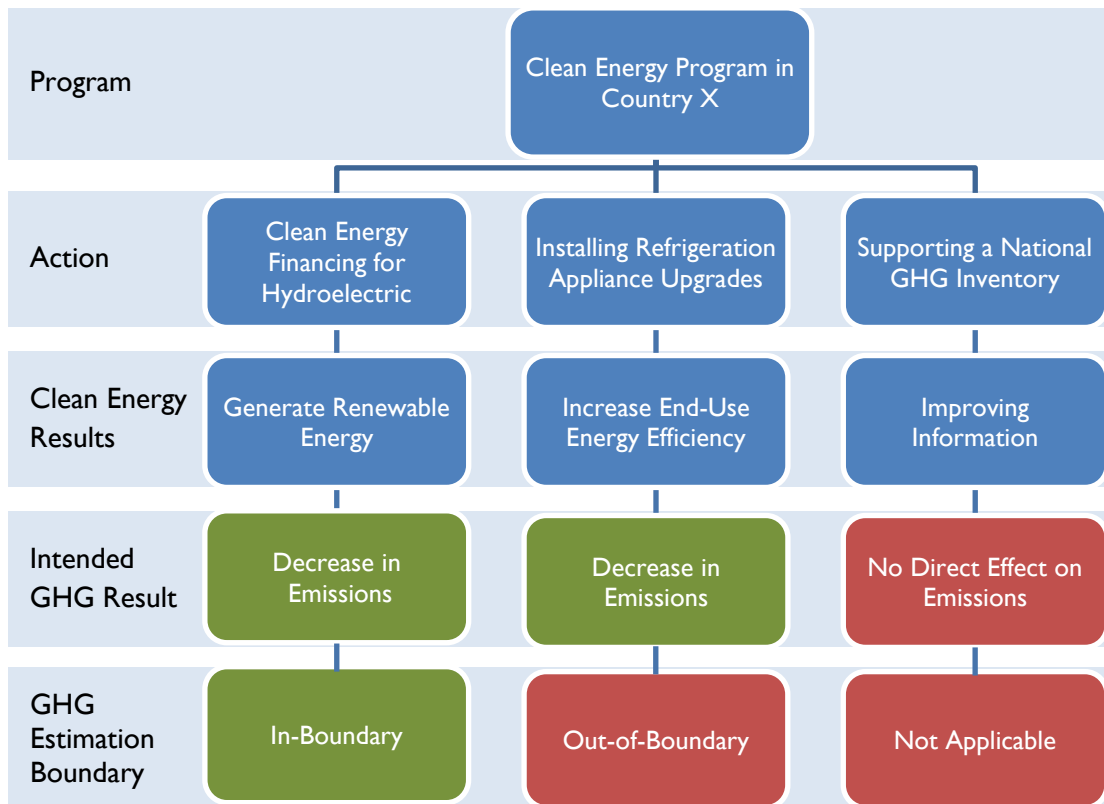 Program
Clean Energy Program in
Country X
Action
Clean Energy
Financing for
Hydroelectric
Installing Refrigeration
Appliance Upgrades
Supporting a National
GHG Inventory
Clean Energy
Results
Generate Renewable
Energy
Increase End-Use
Energy Efficiency
Improving
Information
Intended
GHG Result
Decrease in
Emissions
Decrease in
Emissions
No Direct Effect on
Emissions
GHG
Estimation
Boundary
In-Boundary
Out-of-Boundary
Not Applicable